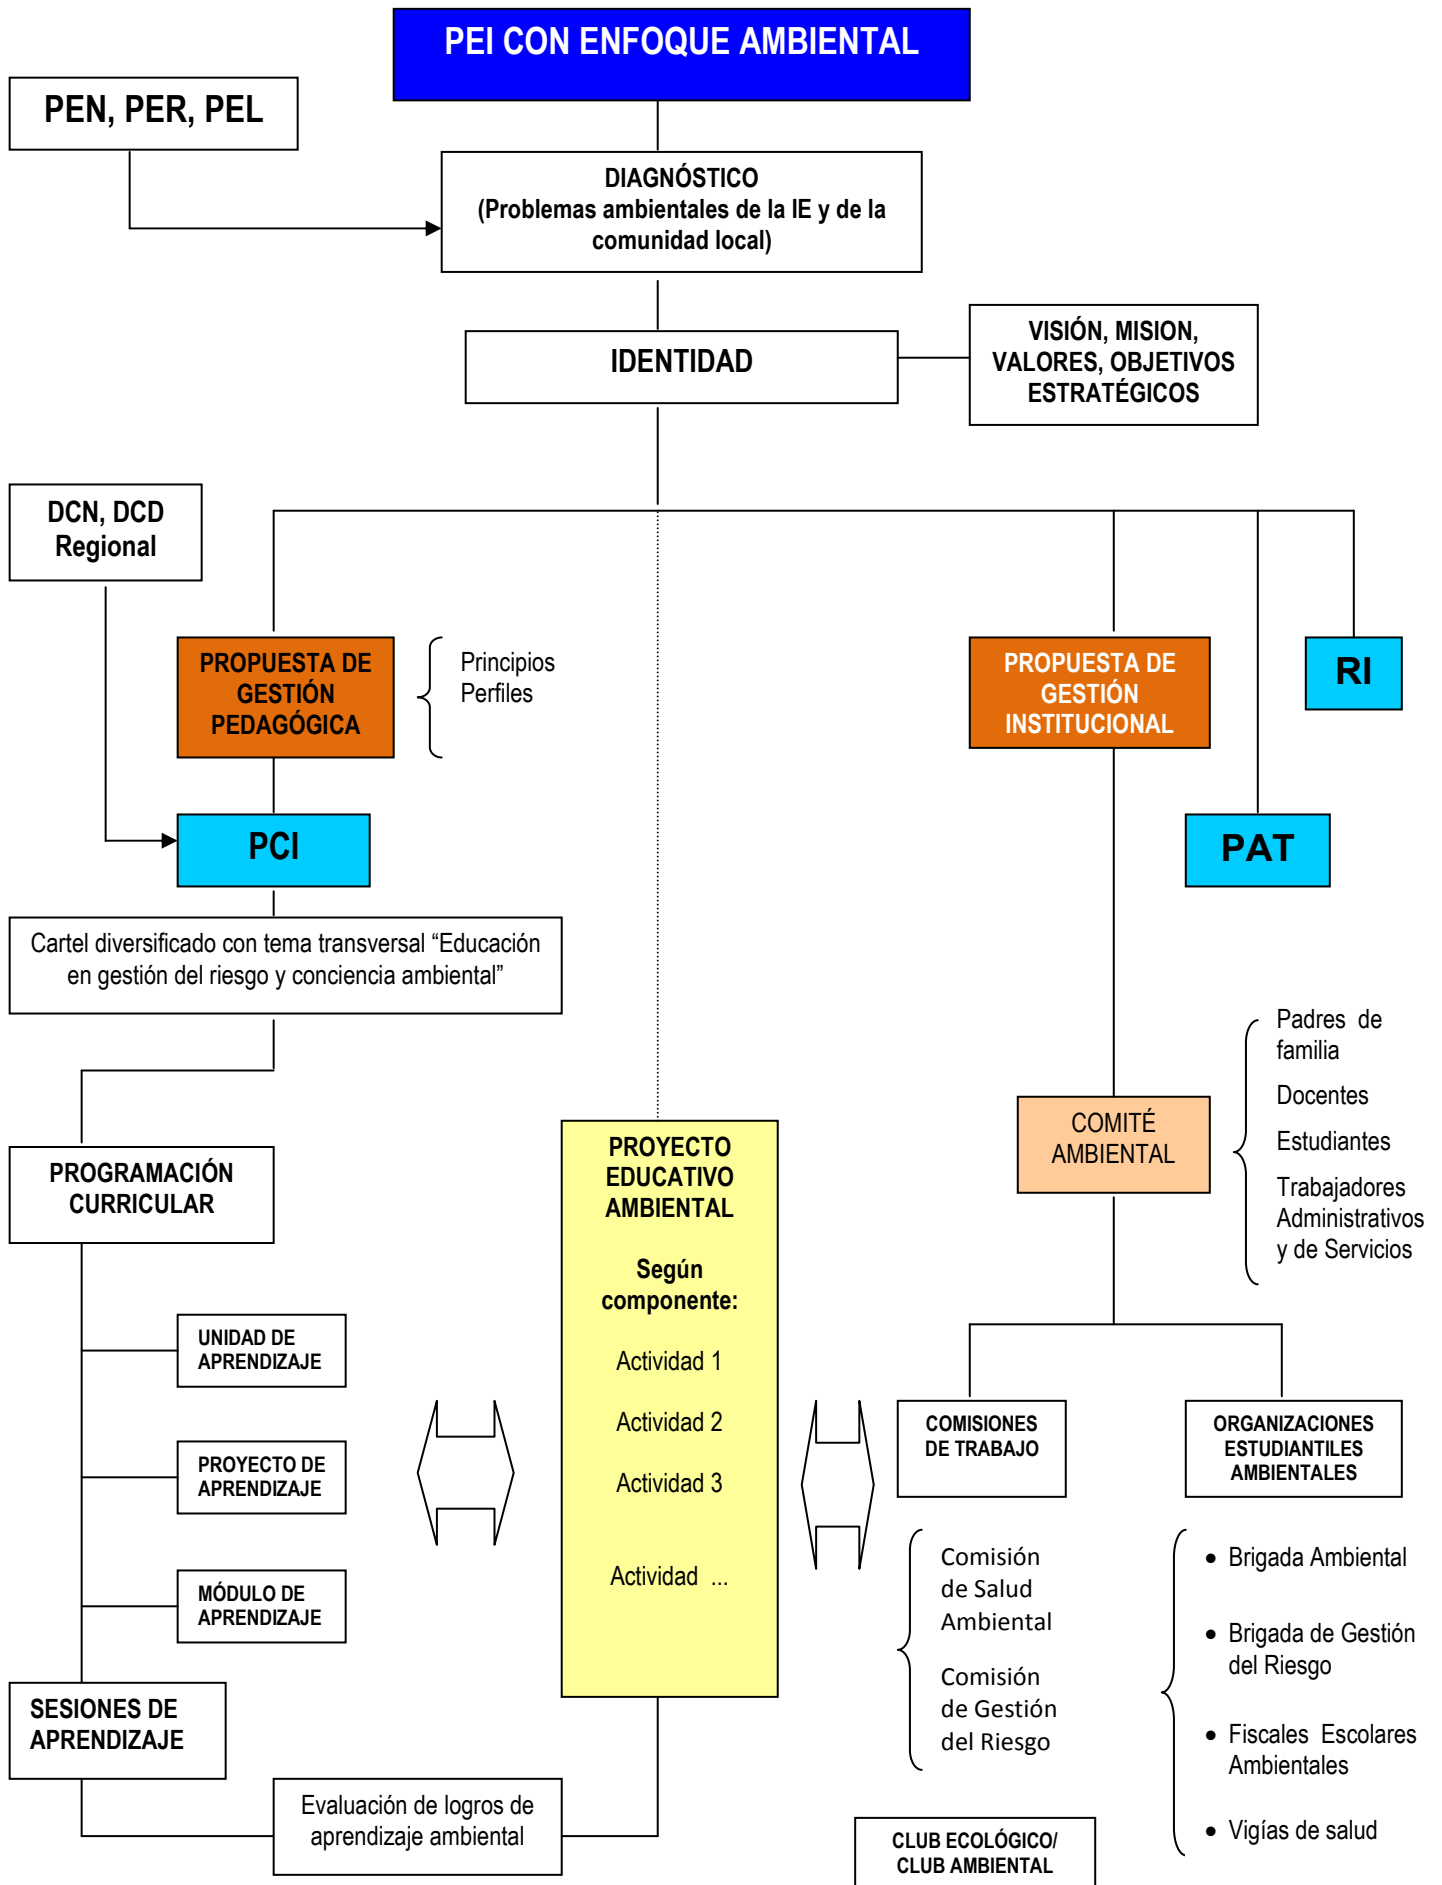 PEI CON ENFOQUE AMBIENTAL
PEN, PER, PEL
DIAGNÓSTICO
(Problemas ambientales de la IE y de la
comunidad local)
IDENTIDAD
VISIÓN, MISION,
VALORES, OBJETIVOS
ESTRATÉGICOS
DCN, DCD
Regional
PROPUESTA DE
GESTIÓN
PEDAGÓGICA
Principios
Perfiles
PROPUESTA DE
GESTIÓN
INSTITUCIONAL
RI
PCI
PAT
Cartel diversificado con tema transversal “Educación
en gestión del riesgo y conciencia ambiental”
PROGRAMACIÓN
CURRICULAR
UNIDAD DE
APRENDIZAJE
PROYECTO DE
APRENDIZAJE
MÓDULO DE
APRENDIZAJE
SESIONES DE
APRENDIZAJE
Evaluación de logros de
aprendizaje ambiental
PROYECTO
EDUCATIVO
AMBIENTAL
Según
componente:
Actividad 1
Actividad 2
Actividad 3
Actividad ...
COMITÉ
AMBIENTAL
Padres de
familia
Docentes
Estudiantes
Trabajadores
Administrativos
y de Servicios
COMISIONES
DE TRABAJO
Comisión
de Salud
Ambiental
Comisión
de Gestión
del Riesgo
ORGANIZACIONES
ESTUDIANTILES
AMBIENTALES
• Brigada Ambiental
• Brigada de Gestión
del Riesgo
• Fiscales Escolares
Ambientales
• Vigías de salud
CLUB ECOLÓGICO/
CLUB AMBIENTAL